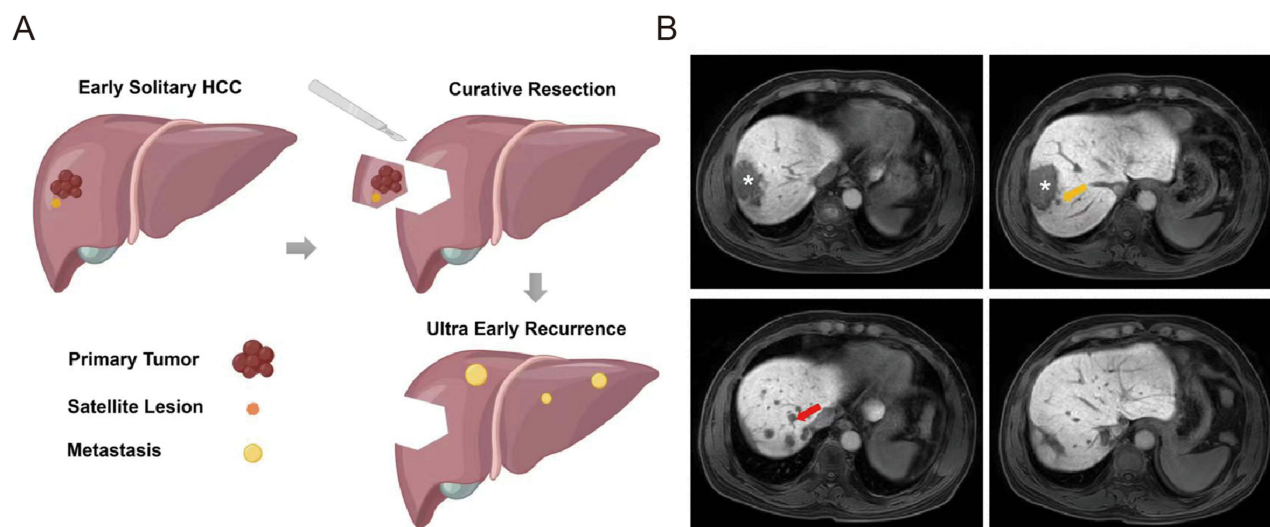 A
Early Solitary HCC
Curative Resection
Ultra Early Recurrence
Primary Tumor
Satellite Lesion
Metastasis
B
*
*